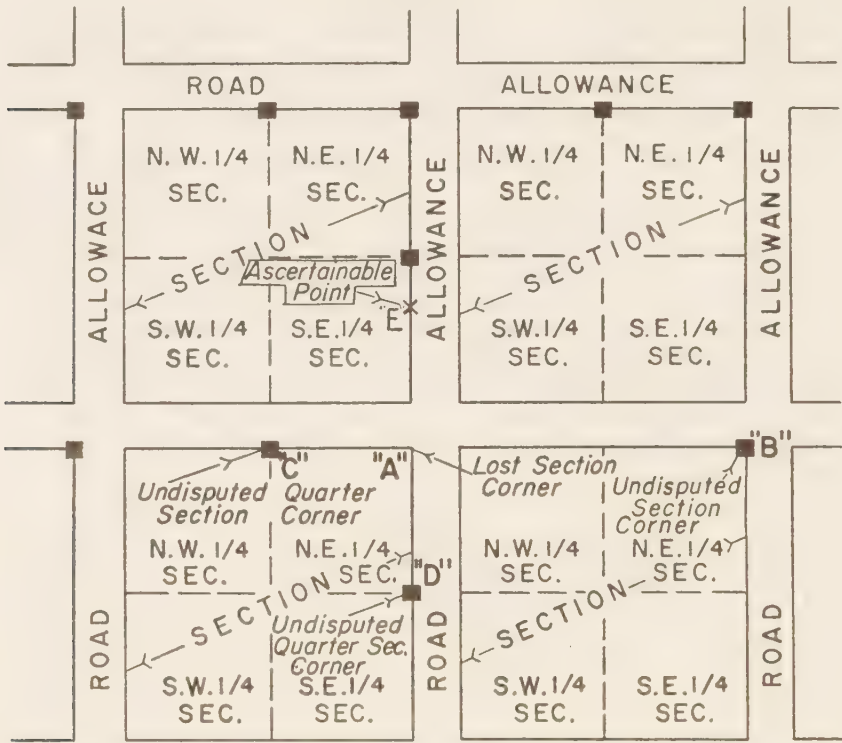 ROAD ALLOWANCE
N.W. 1/4 N.E. 1/4 N.W. 1/4 N.E. 1/4
SEC. SEC. SEC. SEC.
ALLOWACE
SECTION
ALLOWANCE
SECTION
ALLOWANCE
Ascertainable
Point
"E"
S.W. 1/4 S.E. 1/4 S.W. 1/4 S.E. 1/4
SEC. SEC. SEC. SEC.
"C" "A" "B"
Undisputed Quarter
Section Corner
Lost Section
Corner
Undisputed
Section
Corner
N.W. 1/4 N.E. 1/4 N.W. 1/4 N.E. 1/4
SEC. SEC. SEC. SEC.
"D"
ROAD
SECTION
ROAD
SECTION
ROAD
Undisputed
Quarter Sec.
Corner
S.W. 1/4 S.E. 1/4 S.W. 1/4 S.E. 1/4
SEC. SEC. SEC. SEC.